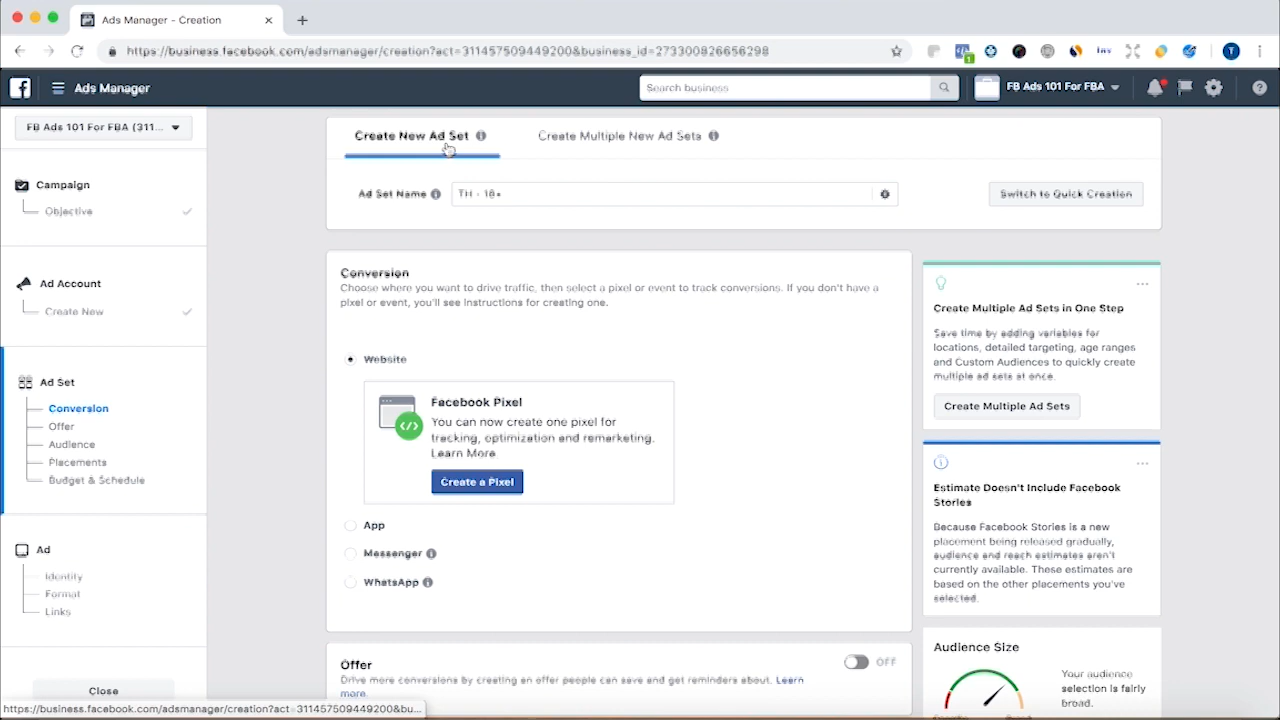 Ads Manager - Creation
https://business.facebook.com/adsmanager/creation?act=311457509449200&business_id=273300826656298
Ads Manager
Search business
FB Ads 101 For FBA
FB Ads 101 For FBA (311...
Campaign
Objective
Ad Account
Create New
Ad Set
Conversion
Offer
Audience
Placements
Budget & Schedule
Ad
Identity
Format
Links
Close
Create New Ad Set
Create Multiple New Ad Sets
Ad Set Name
TH - 18+
Switch to Quick Creation
Conversion
Choose where you want to drive traffic, then select a pixel or event to track conversions. If you don't have a
pixel or event, you'll see instructions for creating one.
Website
Facebook Pixel
You can now create one pixel for
tracking, optimization and remarketing.
Learn More
Create a Pixel
App
Messenger
WhatsApp
Offer
OFF
Drive more conversions by creating an offer people can save and get reminders about. Learn
more.
Create Multiple Ad Sets in One Step
Save time by adding variables for
locations, detailed targeting, age ranges
and Custom Audiences to quickly create
multiple ad sets at once.
Create Multiple Ad Sets
Estimate Doesn't Include Facebook
Stories
Because Facebook Stories is a new
placement being released gradually,
audience and reach estimates aren't
currently available. These estimates are
based on the other placements you've
selected.
Audience Size
Your audience
selection is fairly
broad.
https://business.facebook.com/adsmanager/creation?act=311457509449200&bu...